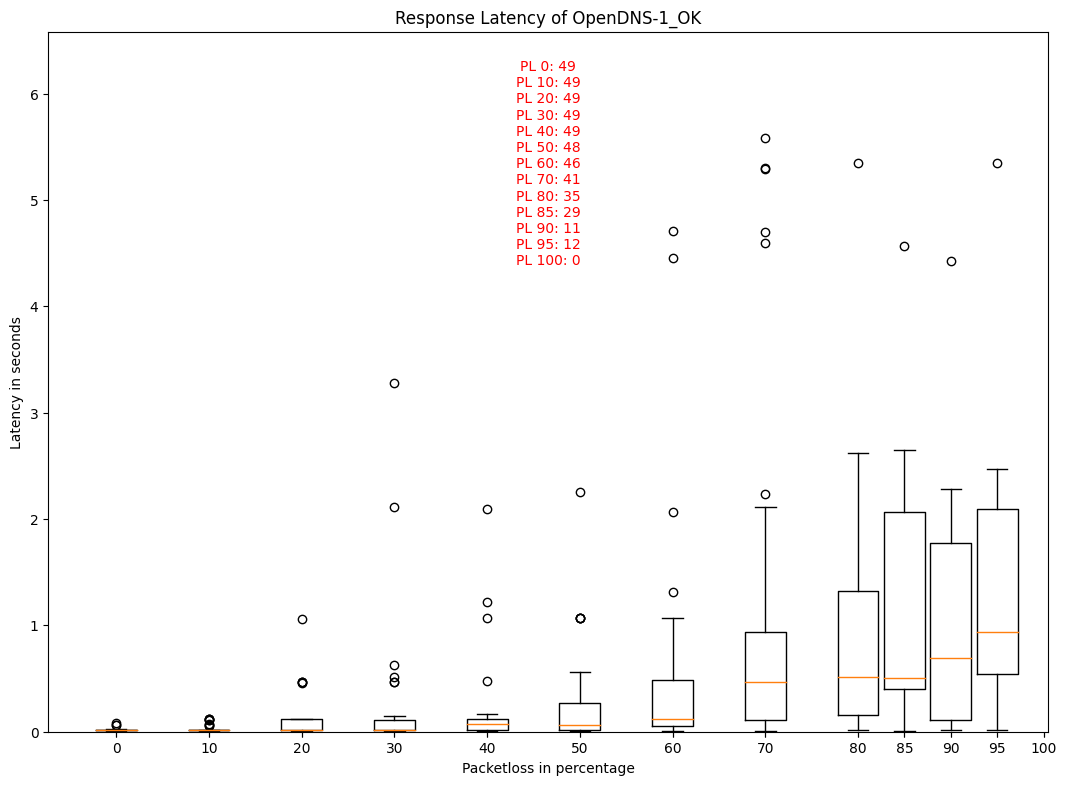 Response Latency of OpenDNS-1_OK
PL 0: 49
PL 10: 49
PL 20: 49
PL 30: 49
PL 40: 49
PL 50: 48
PL 60: 46
PL 70: 41
PL 80: 35
PL 85: 29
PL 90: 11
PL 95: 12
PL 100: 0
Latency in seconds
6
5
4
3
2
1
0
0 10 20 30 40 50 60 70 80 85 90 95 100
Packetloss in percentage